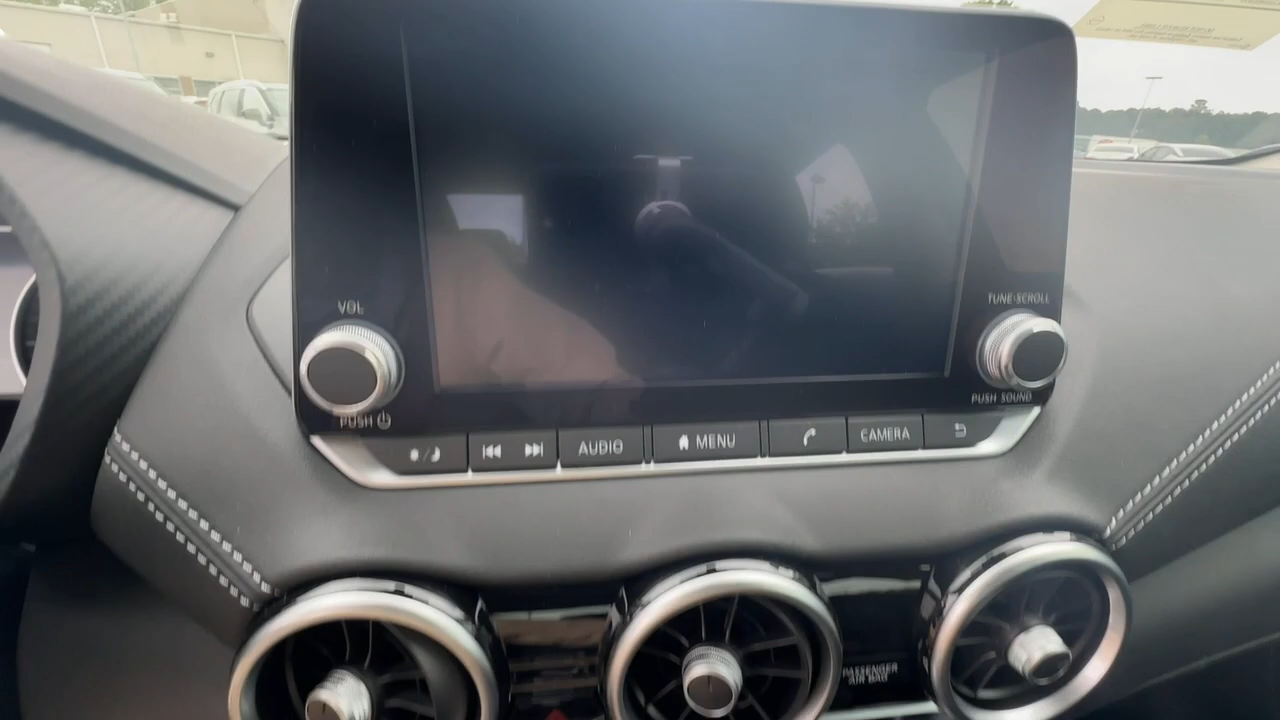 VOL
TUNE·SCROLL
PUSH
PUSH SOUND
AUDIO
MENU
CAMERA
PASSENGER
AIR BAG